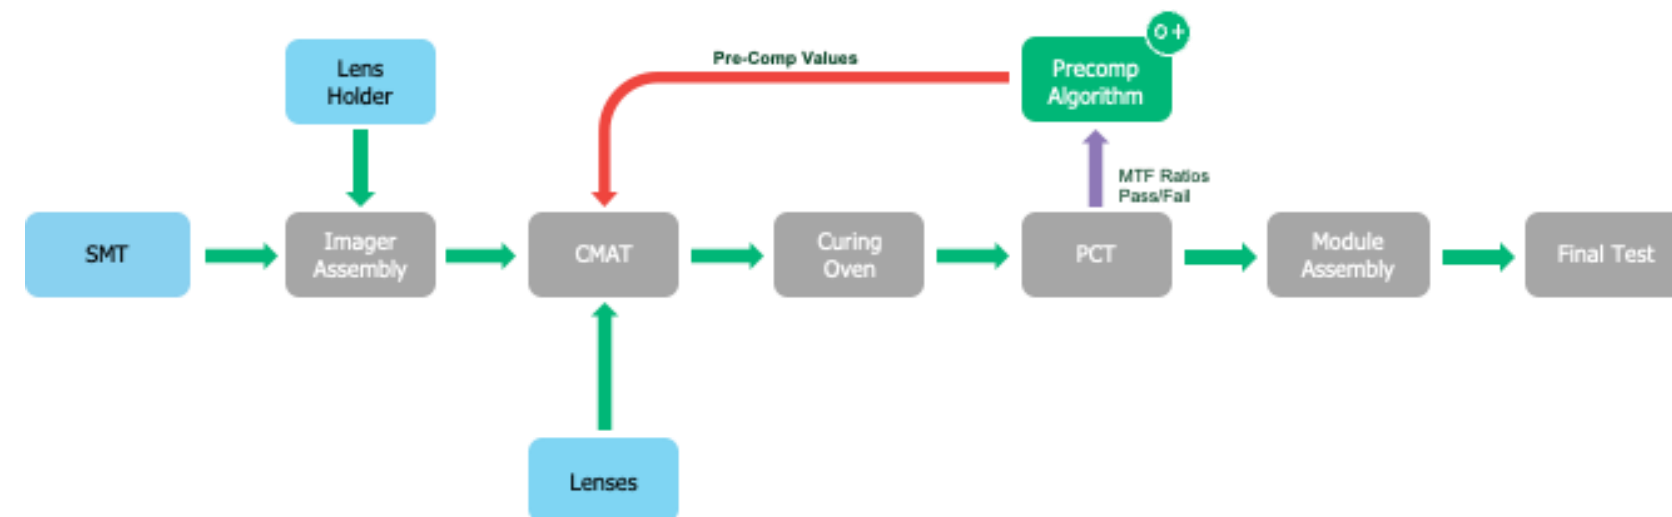 Pre-Comp Values
Lens
Holder
o+
Precomp
Algorithm
MTF Ratios
Pass/Fail
SMT
Imager
Assembly
CMAT
Curing
Oven
PCT
Module
Assembly
Final Test
Lenses